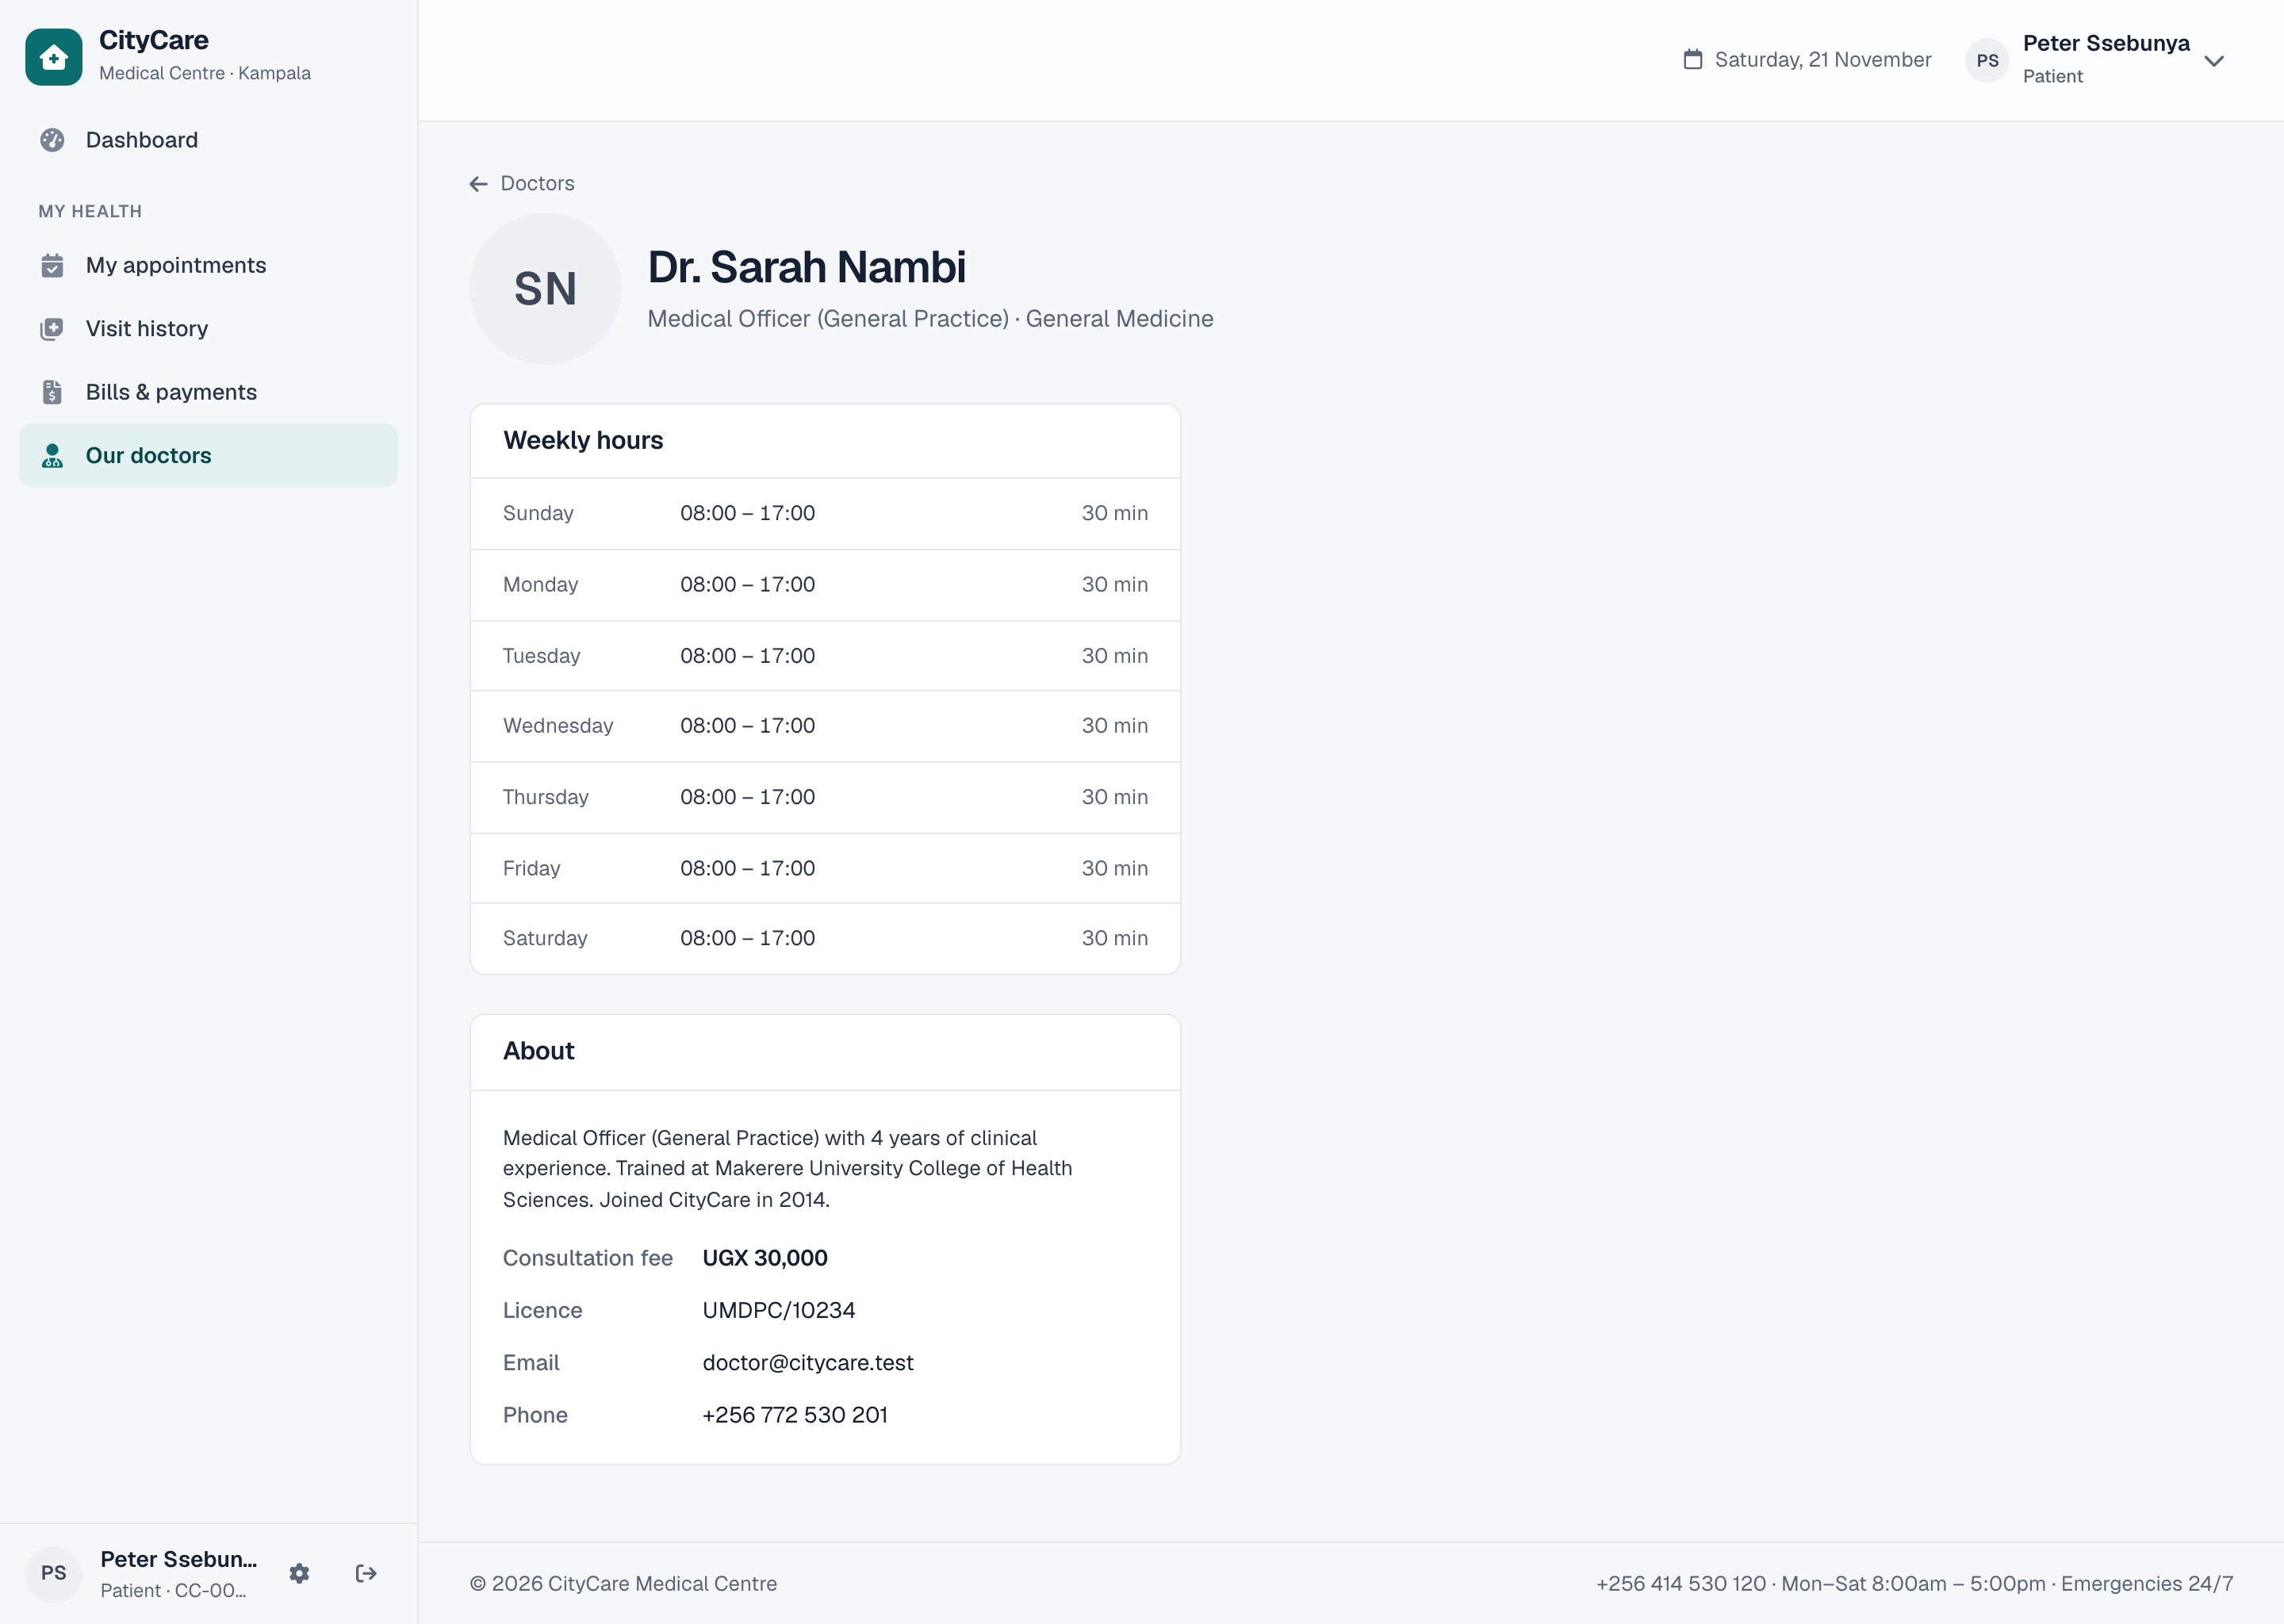 CityCare
Medical Centre · Kampala
Dashboard
MY HEALTH
My appointments
Visit history
Bills & payments
Our doctors
Peter Ssebun...
PS
Patient · CC-00...
Saturday, 21 November
PS
Peter Ssebunya
Patient
Doctors
SN
Dr. Sarah Nambi
Medical Officer (General Practice) · General Medicine
Weekly hours
Sunday 08:00 – 17:00 30 min
Monday 08:00 – 17:00 30 min
Tuesday 08:00 – 17:00 30 min
Wednesday 08:00 – 17:00 30 min
Thursday 08:00 – 17:00 30 min
Friday 08:00 – 17:00 30 min
Saturday 08:00 – 17:00 30 min
About
Medical Officer (General Practice) with 4 years of clinical
experience. Trained at Makerere University College of Health
Sciences. Joined CityCare in 2014.
Consultation fee UGX 30,000
Licence UMDPC/10234
Email doctor@citycare.test
Phone +256 772 530 201
© 2026 CityCare Medical Centre
+256 414 530 120 · Mon–Sat 8:00am – 5:00pm · Emergencies 24/7